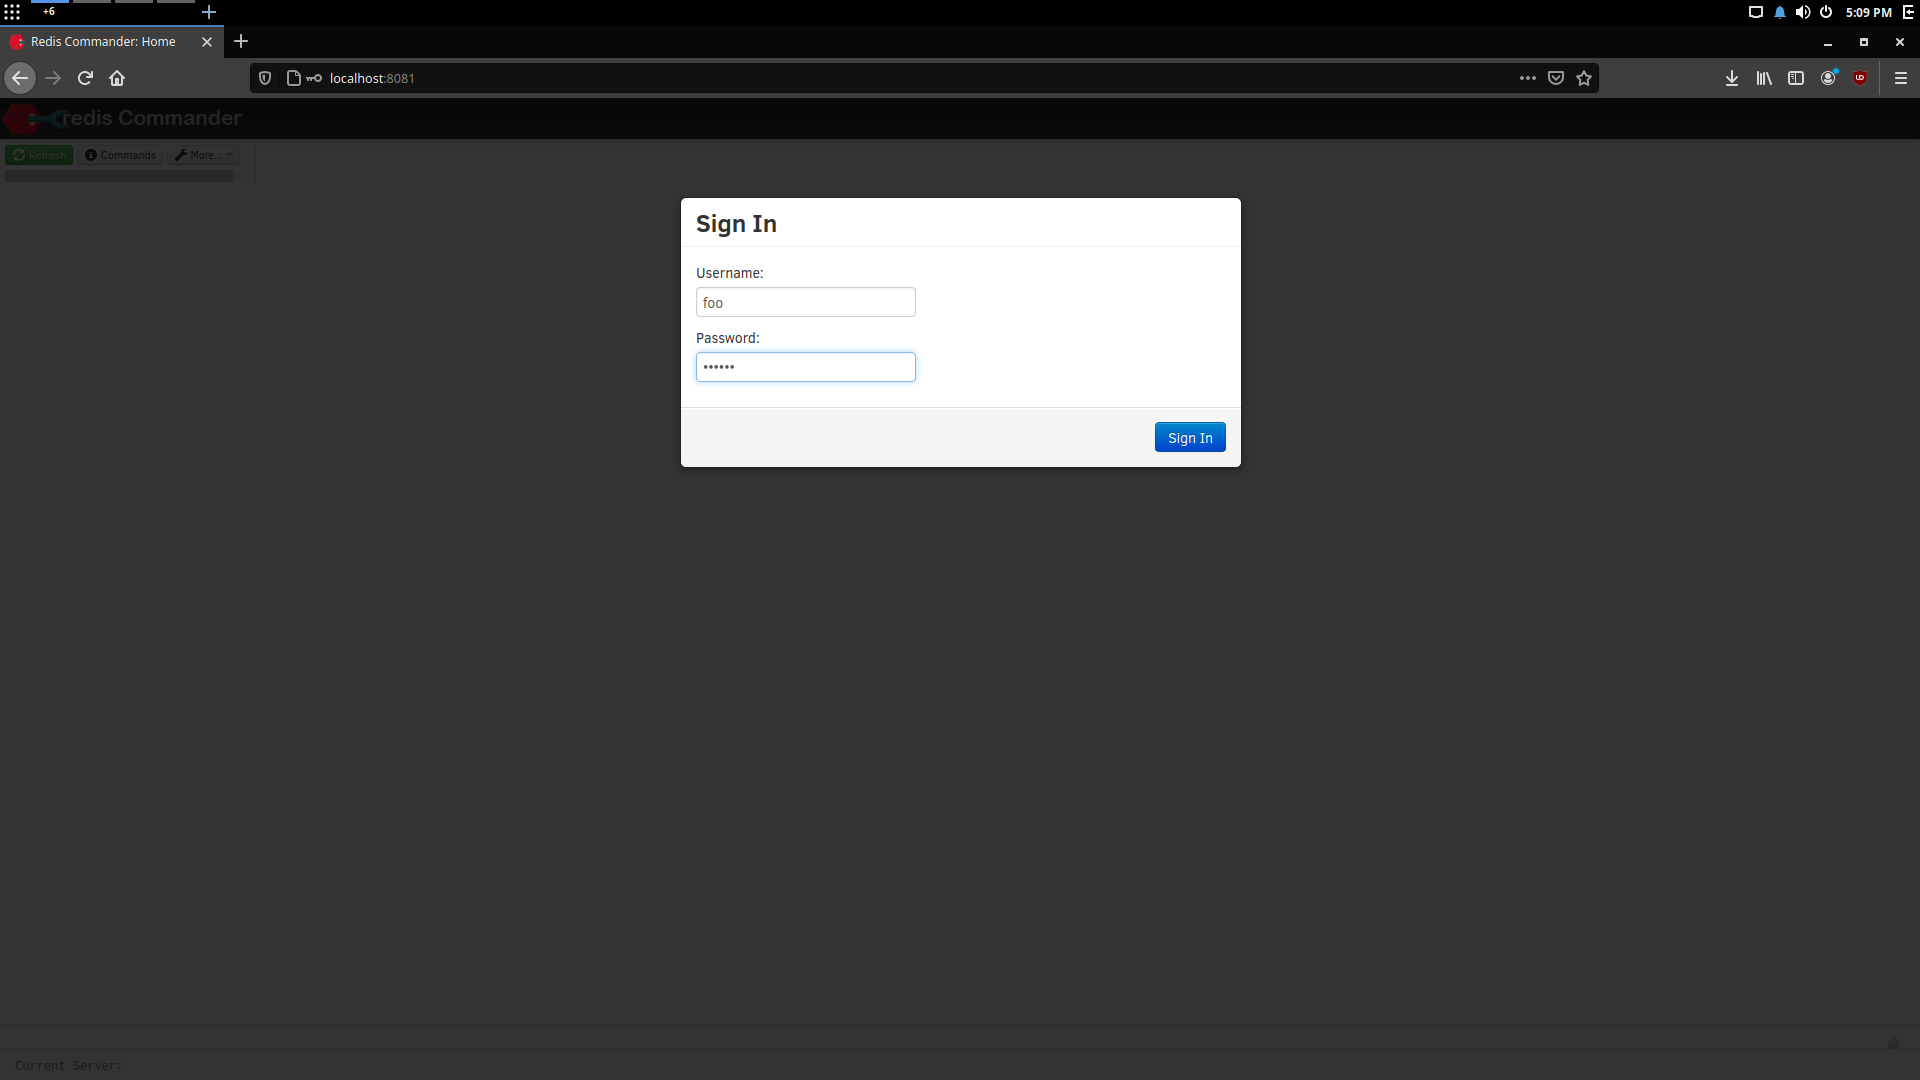 +6
5:09 PM
Redis Commander: Home
localhost:8081
redis Commander
Refresh
Commands
More...
Sign In
Username:
foo
Password:
••••••
Sign In
Current Server: